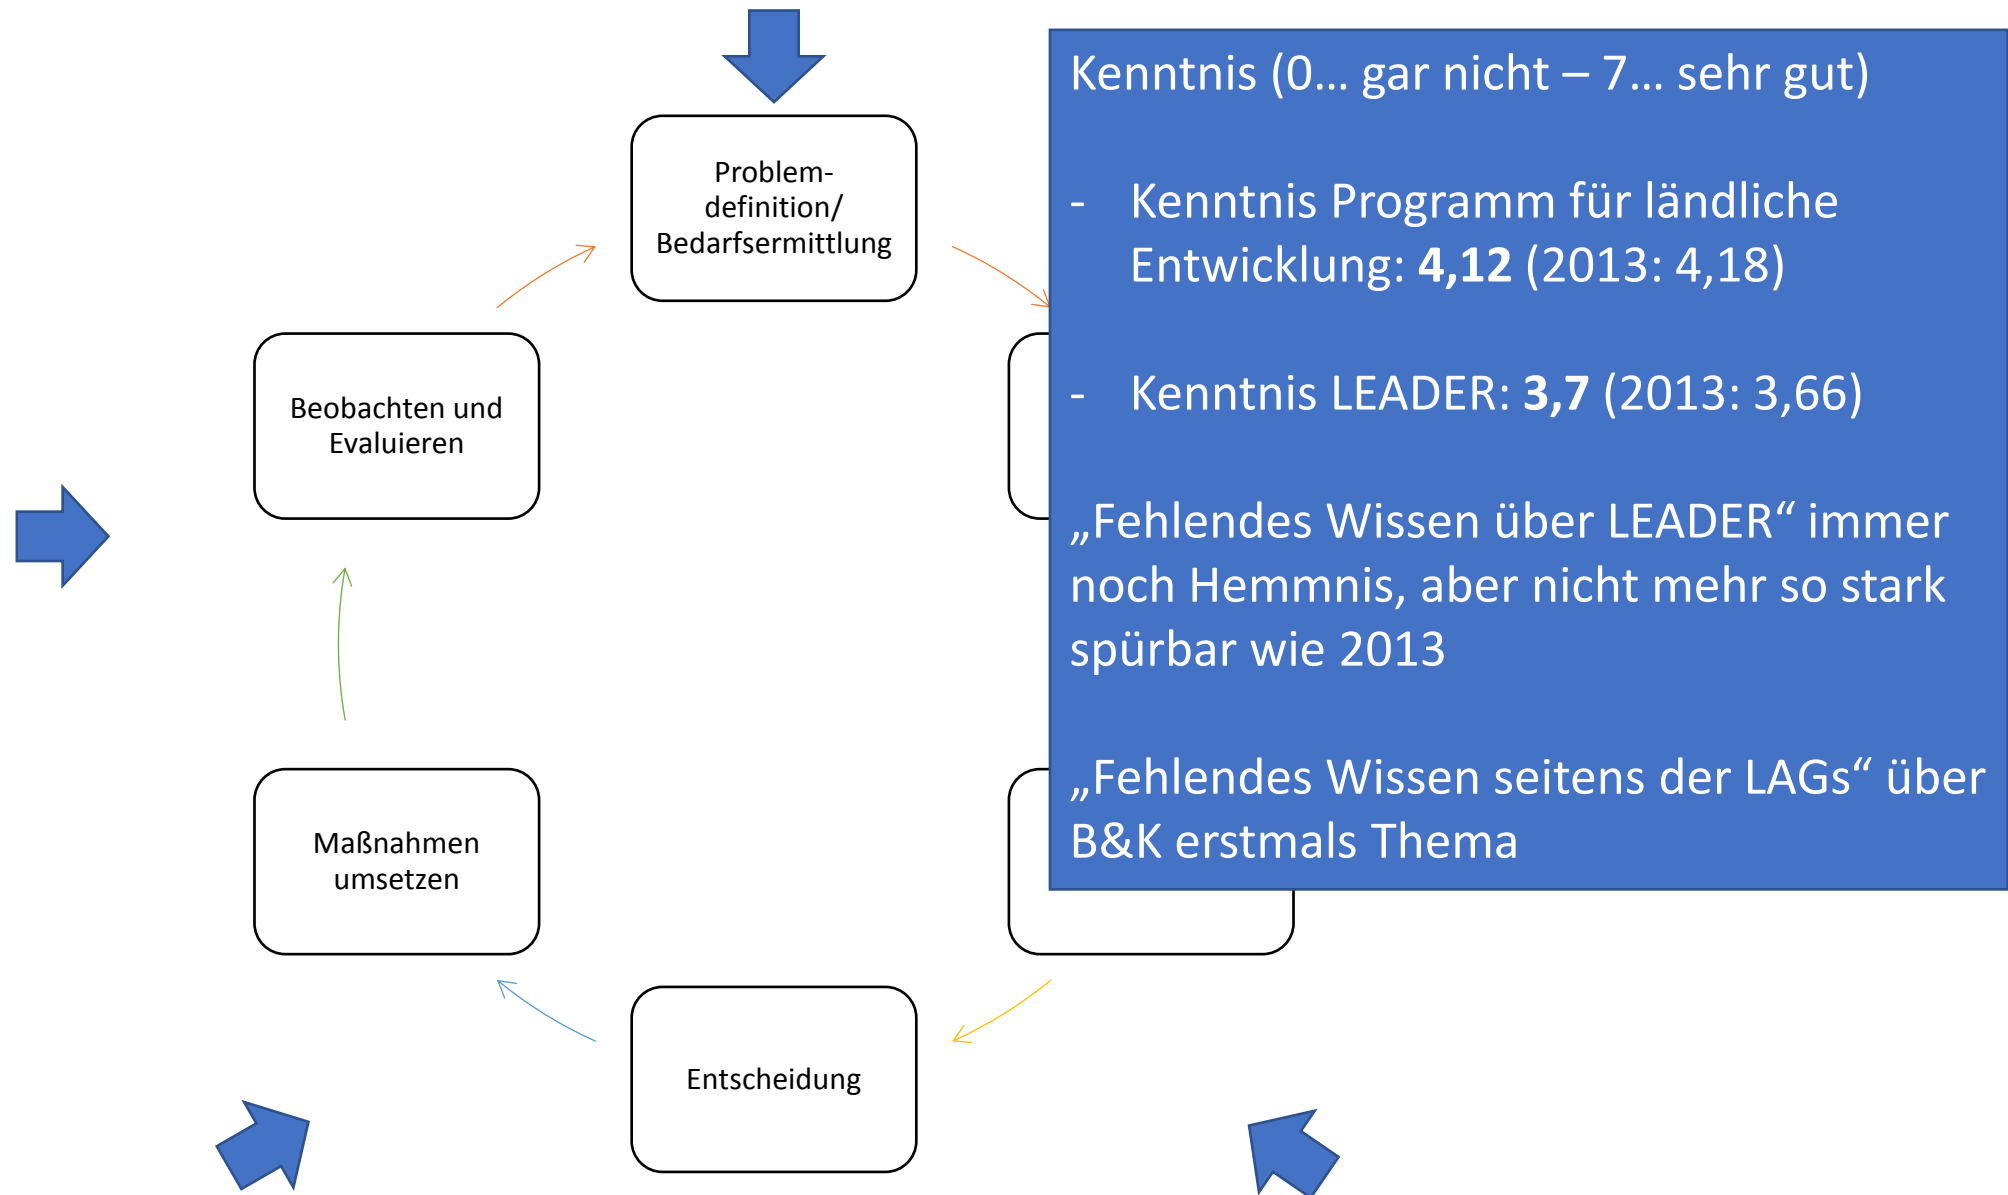 Problem-
definition/
Bedarfsermittlung
Beobachten und
Evaluieren
Maßnahmen
umsetzen
Entscheidung
Kenntnis (0… gar nicht – 7… sehr gut)
- Kenntnis Programm für ländliche
Entwicklung: 4,12 (2013: 4,18)
- Kenntnis LEADER: 3,7 (2013: 3,66)
„Fehlendes Wissen über LEADER“ immer
noch Hemmnis, aber nicht mehr so stark
spürbar wie 2013
„Fehlendes Wissen seitens der LAGs“ über
B&K erstmals Thema